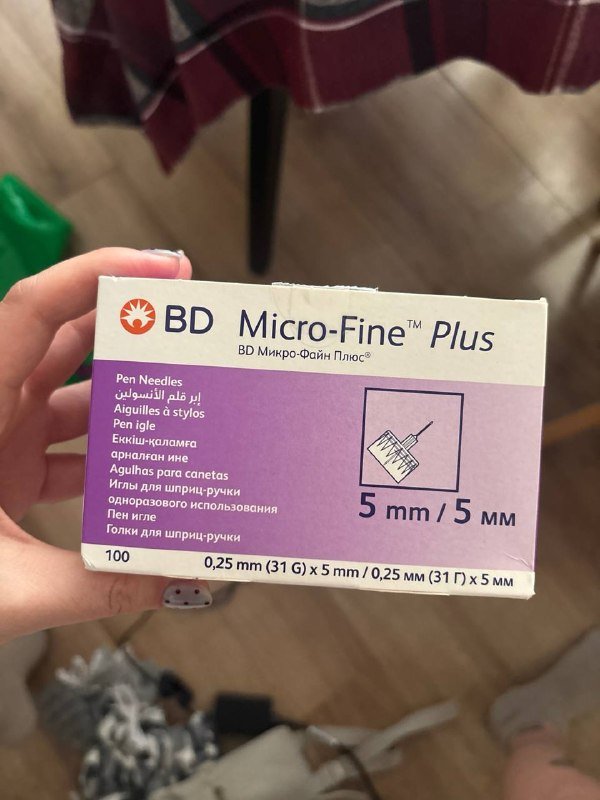 BD Micro-Fine™ Plus
BD Микро-Файн Плюс®
Pen Needles
إبر قلم الأنسولين
Aiguilles à stylos
Pen igle
Еккіш-қаламға
арналған ине
Agulhas para canetas
Иглы для шприц-ручки
одноразового использования
Пен игле
Голки для шприц-ручки
5 mm / 5 мм
100
0,25 mm (31 G) x 5 mm / 0,25 мм (31 Г) x 5 мм